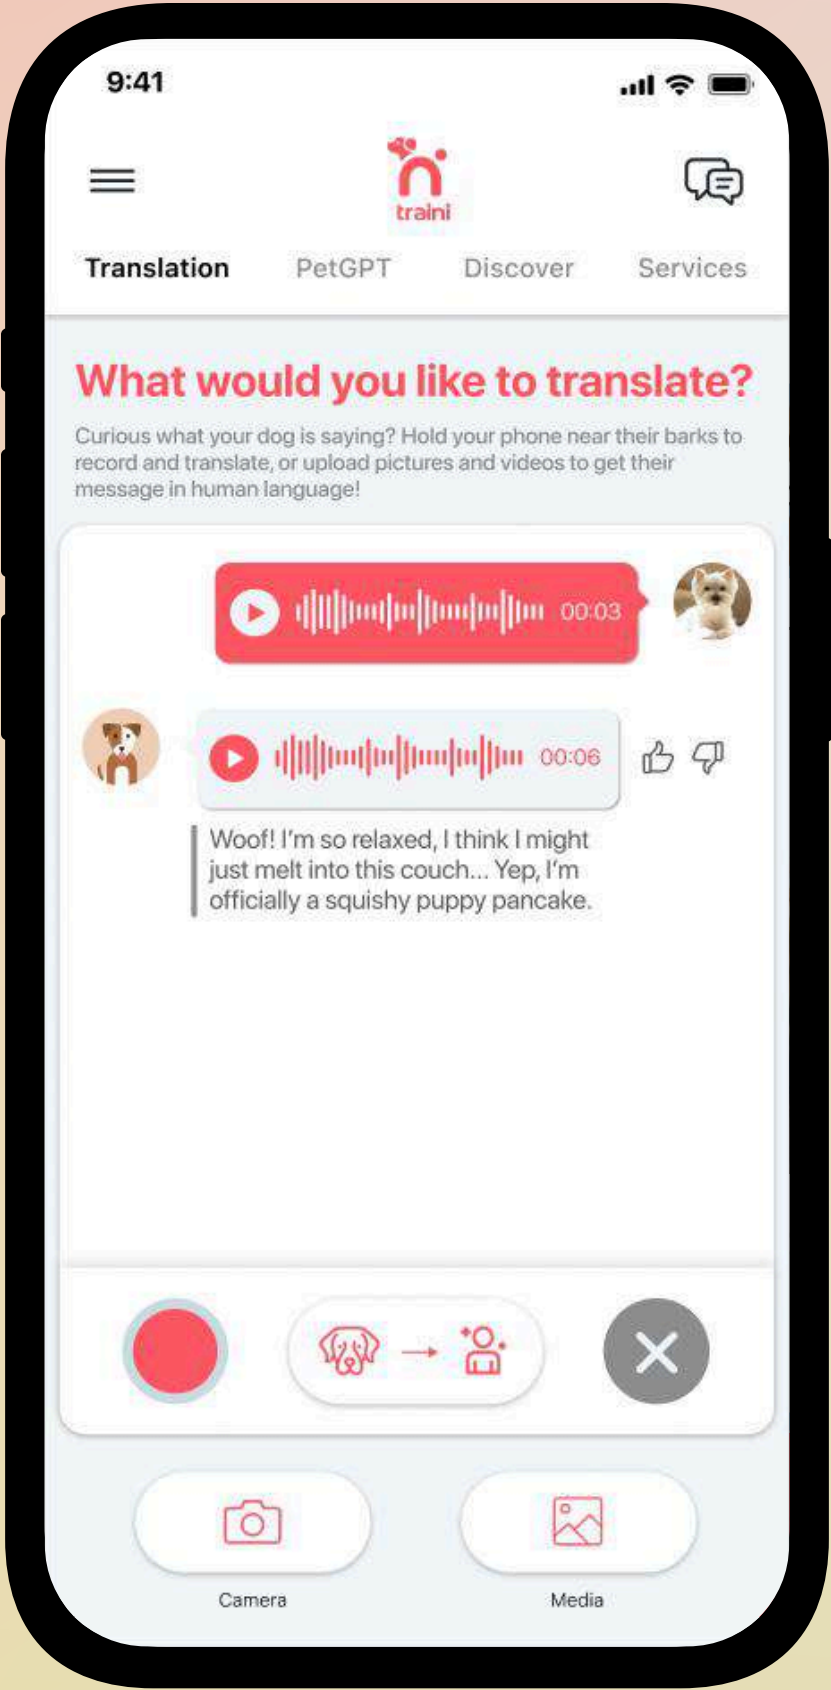 9:41
traini
Translation PetGPT Discover Services
What would you like to translate?
Curious what your dog is saying? Hold your phone near their barks to
record and translate, or upload pictures and videos to get their
message in human language!
00:03
00:06
Woof! I'm so relaxed, I think I might
just melt into this couch... Yep, I'm
officially a squishy puppy pancake.
Camera Media